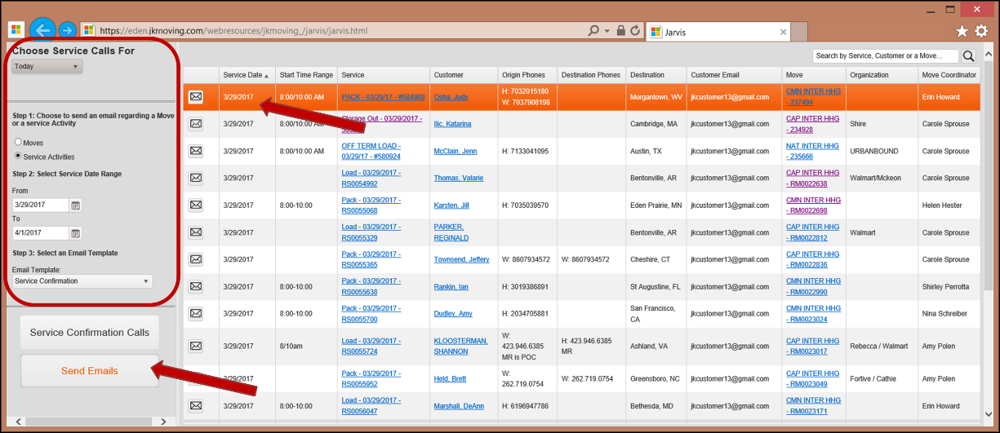 https://eden.jkrmoving.com/webresources/jkmoving_/jarvis/jarvis.html
Jarvis
Choose Service Calls For
Today
Step 1: Choose to send an email regarding a Move
or a service Activity
Moves
Service Activities
Step 2: Select Service Date Range
From
3/29/2017
To
4/1/2017
Step 3: Select an Email Template
Email Template:
Service Confirmation
Service Confirmation Calls
Send Emails
Search by Service, Customer or a Move...
Service Date Start Time Range Service Customer Origin Phones Destination Phones Destination Customer Email Move Organization Move Coordinator
3/29/2017 8:00/10:00 AM PACK - 03/29/17 - #584989 Osha, Judy H: 7032015180 Morgantown, WV jkcustomer13@gmail.com CMN INTER HHG Erin Howard
W: 7037908198 - 237494
3/29/2017 8:00/10:00 AM Storage Out - 03/29/2017 - Ilic, Katarina Cambridge, MA jkcustomer13@gmail.com CAP INTER HHG Shire Carole Sprouse
- 234928
3/29/2017 8:00/10:00 AM OFF TERM LOAD - McClain, Jenn H: 7133041095 Austin, TX jkcustomer13@gmail.com NAT INTER HHG URBANBOUND Carole Sprouse
03/29/17 - #580924 - 235666
3/29/2017 Load - 03/29/2017 - Thomas, Valarie Bentonville, AR jkcustomer13@gmail.com CAP INTER HHG Walmart/Mckeon Carole Sprouse
RS0054992 - RM0022638
3/29/2017 8:00-10:00 Pack - 03/29/2017 - Karsten, Jill H: 7035039570 Eden Prairie, MN jkcustomer13@gmail.com CMN INTER HHG Helen Hester
RS0055068 - RM0022698
3/29/2017 Load - 03/29/2017 - PARKER, Bentonville, AR jkcustomer13@gmail.com CAP INTER HHG Walmart Carole Sprouse
RS0055329 REGINALD - RM0022812
3/29/2017 Pack - 03/29/2017 - Townsend, Jeffery W: 8607934572 W: 8607934572 Cheshire, CT jkcustomer13@gmail.com CAP INTER HHG Carole Sprouse
RS0055365 - RM0022836
3/29/2017 8:00-10:00 Pack - 03/29/2017 - Rankin, Ian H: 3019386891 St Augustine, FL jkcustomer13@gmail.com CMN INTER HHG Shirley Perrotta
RS0055638 - RM0022990
3/29/2017 8:00-10:00 Pack - 03/29/2017 - Dudley, Amy H: 2034705881 San Francisco, jkcustomer13@gmail.com CMN INTER HHG Nina Schreiber
RS0055700 CA - RM0023024
W:
3/29/2017 8/10am Load - 03/29/2017 - KLOOSTERMAN, 423.946.6385 H: 423.946.6385 Ashland, VA jkcustomer13@gmail.com CAP INTER HHG Rebecca / Walmart Amy Polen
RS0055724 SHANNON MR is POC MR - RM0023017
3/29/2017 Pack - 03/29/2017 - Held, Brett W: W: 262.719.0754 Greensboro, NC jkcustomer13@gmail.com CAP INTER HHG Fortive / Cathie Amy Polen
RS0055952 262.719.0754 - RM0023049
3/29/2017 8:00-10:00 Load - 03/29/2017 - Marshall, DeAnn H: 6196947786 Bethesda, MD jkcustomer13@gmail.com CMN INTER HHG Erin Howard
RS0056047 - RM0023171